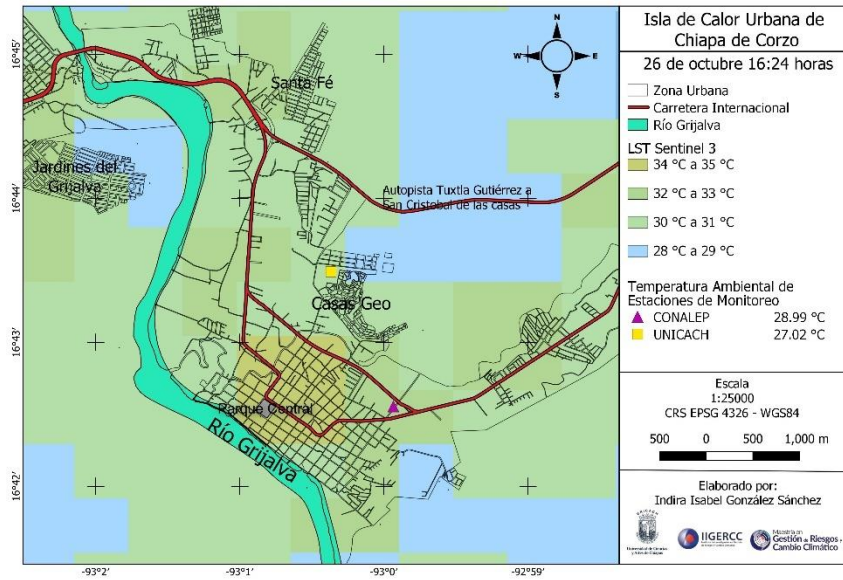 Isla de Calor Urbana de
Chiapa de Corzo
26 de octubre 16:24 horas
Zona Urbana
Carretera Internacional
Río Grijalva
LST Sentinel 3
34 °C a 35 °C
32 °C a 33 °C
30 °C a 31 °C
28 °C a 29 °C
Temperatura Ambiental de
Estaciones de Monitoreo
CONALEP 28.99 °C
UNICACH 27.02 °C
Escala
1:25000
CRS EPSG 4326 - WGS84
500 0 500 1,000 m
Elaborado por:
Indira Isabel González Sánchez
IIGERCC
Maestría en
Gestión de Riesgos y
Cambio Climático
N
W E
S
Santa Fé
Jardines del
Grijalva
Autopista Tuxtla Gutiérrez a
San Cristobal de las casas
Casas Geo
Parque Central
Río Grijalva
16°45'
16°44'
16°43'
16°42'
-93°2' -93°1' -93°0' -92°59'